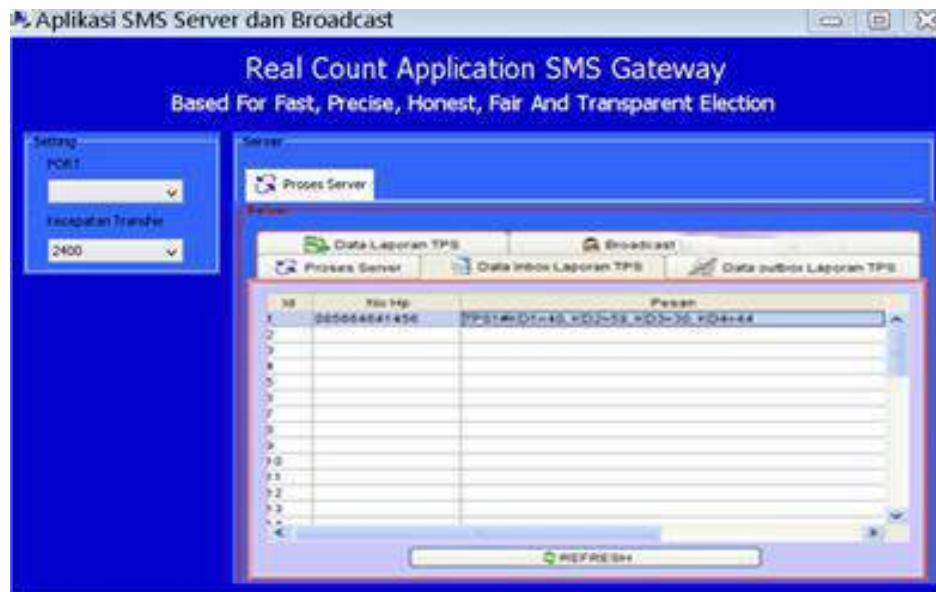 Aplikasi SMS Server dan Broadcast
Real Count Application SMS Gateway
Based For Fast, Precise, Honest, Fair And Transparent Election
Setting
Server
PORT
Proses Server
Kecepatan Transfer
2400
Data Laporan TPS
Broadcast
Proses Server
Data inbox Laporan TPS
Data outbox Laporan TPS
Id
No Hp
Pesan
1
2
3
4
5
6
7
8
9
10
11
12
13
REFRESH